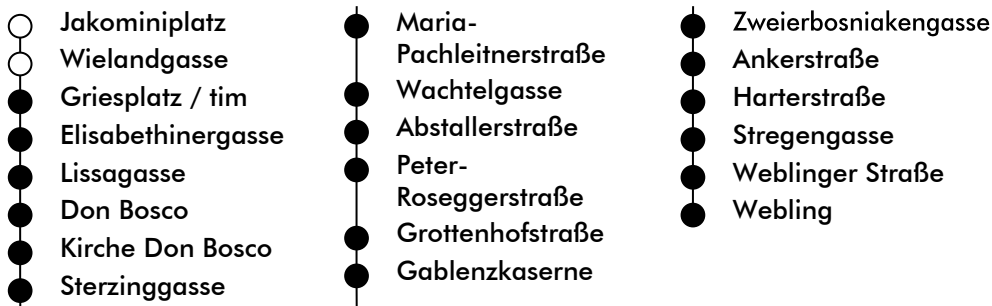 Jakominiplatz
Wielandgasse
Griesplatz / tim
Elisabethinergasse
Lissagasse
Don Bosco
Kirche Don Bosco
Sterzinggasse
Maria-
Pachleitnerstraße
Wachtelgasse
Abstallerstraße
Peter-
Roseggerstraße
Grottenhofstraße
Gablenzkaserne
Zweierbosniakengasse
Ankerstraße
Harterstraße
Stregengasse
Weblinger Straße
Webling